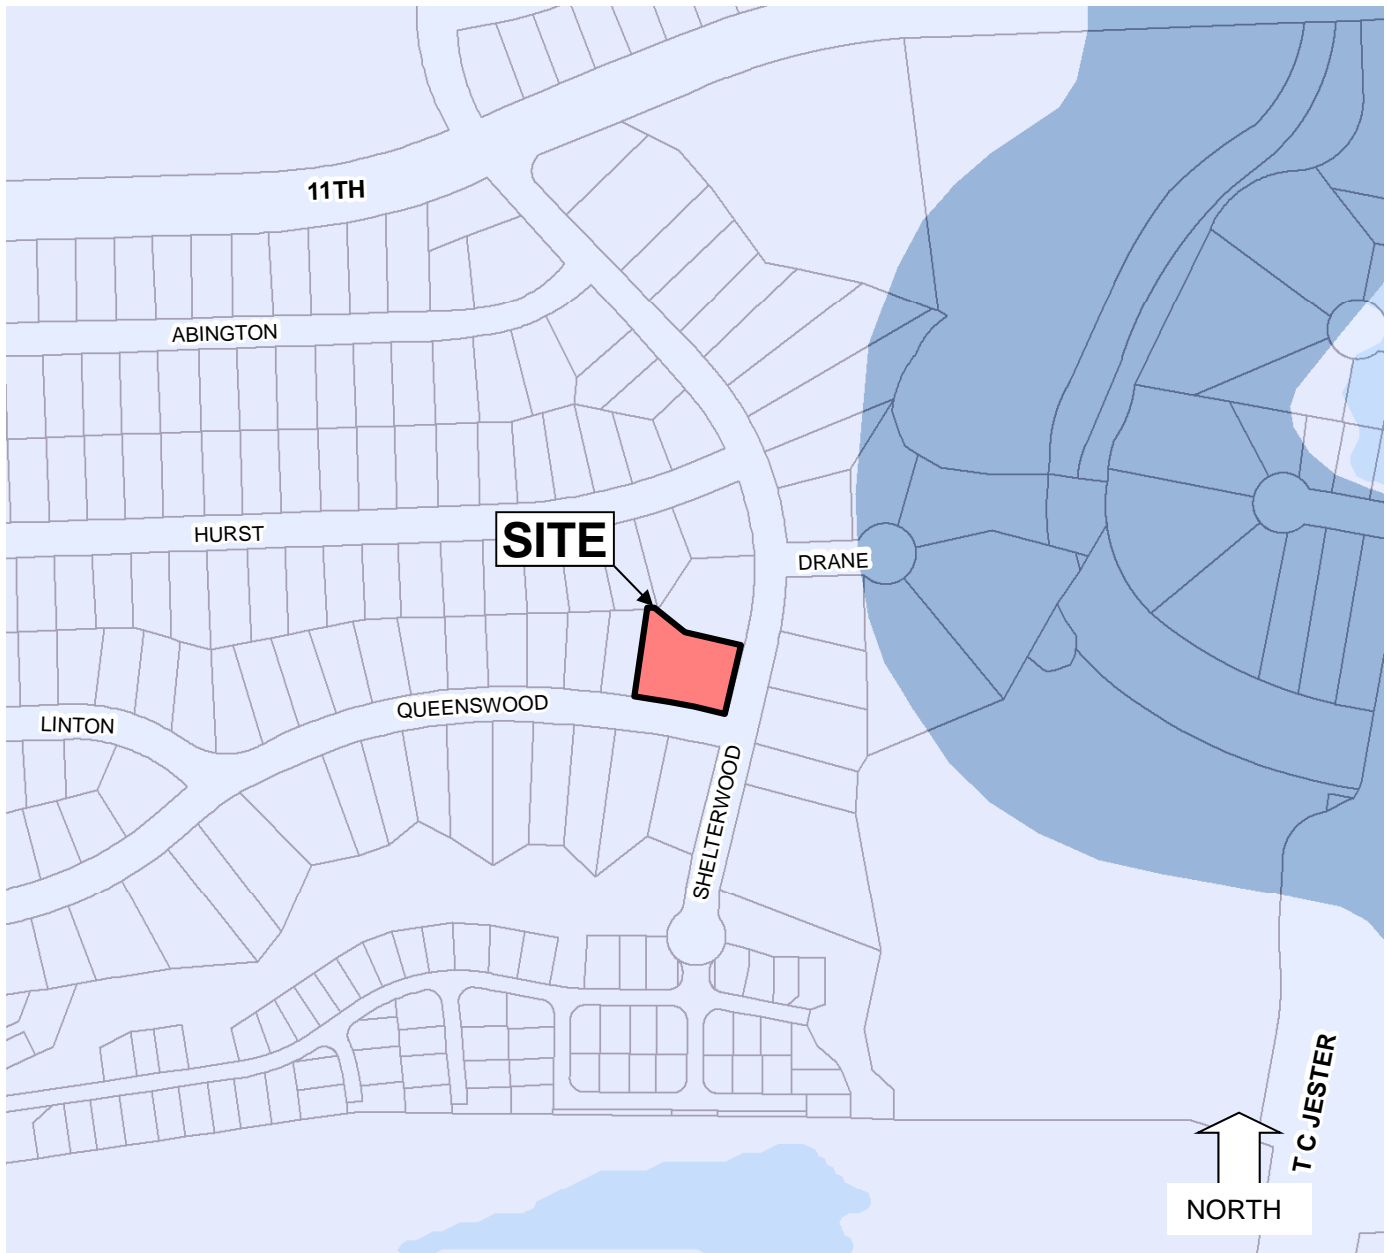 11TH
ABINGTON
HURST
SITE
DRANE
QUEENSWOOD
LINTON
SHELTERWOOD
T C JESTER
NORTH